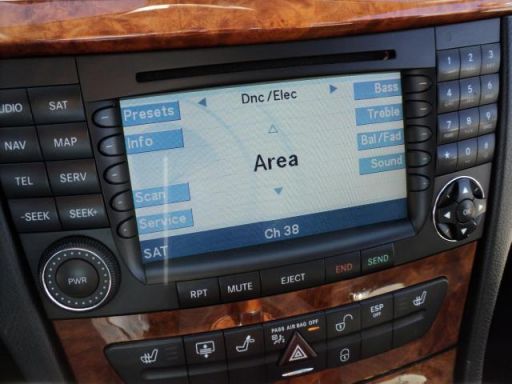 AUDIO SAT
NAV MAP
TEL SERV
-SEEK SEEK+
PWR
Presets
Info
Scan
Service
Dnc/Elec
Area
Bass
Treble
Bal/Fad
Sound
SAT Ch 38
1 2 3
4 5 6
7 8 9
* 0 #
OK
RPT MUTE EJECT END SEND
PASS AIR BAG OFF
ESP
OFF